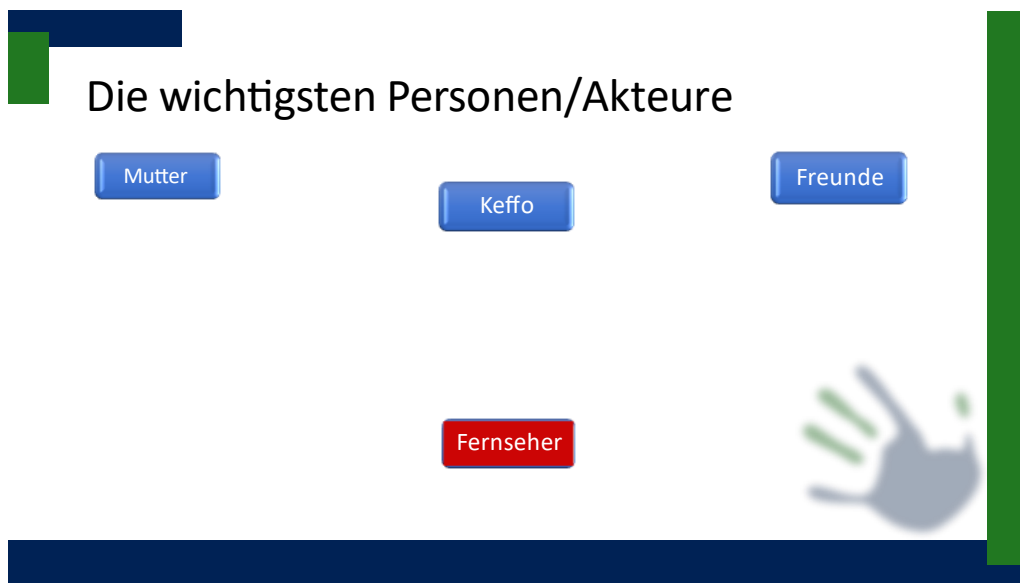 Die wichtigsten Personen/Akteure
Mutter
Keffo
Freunde
Fernseher